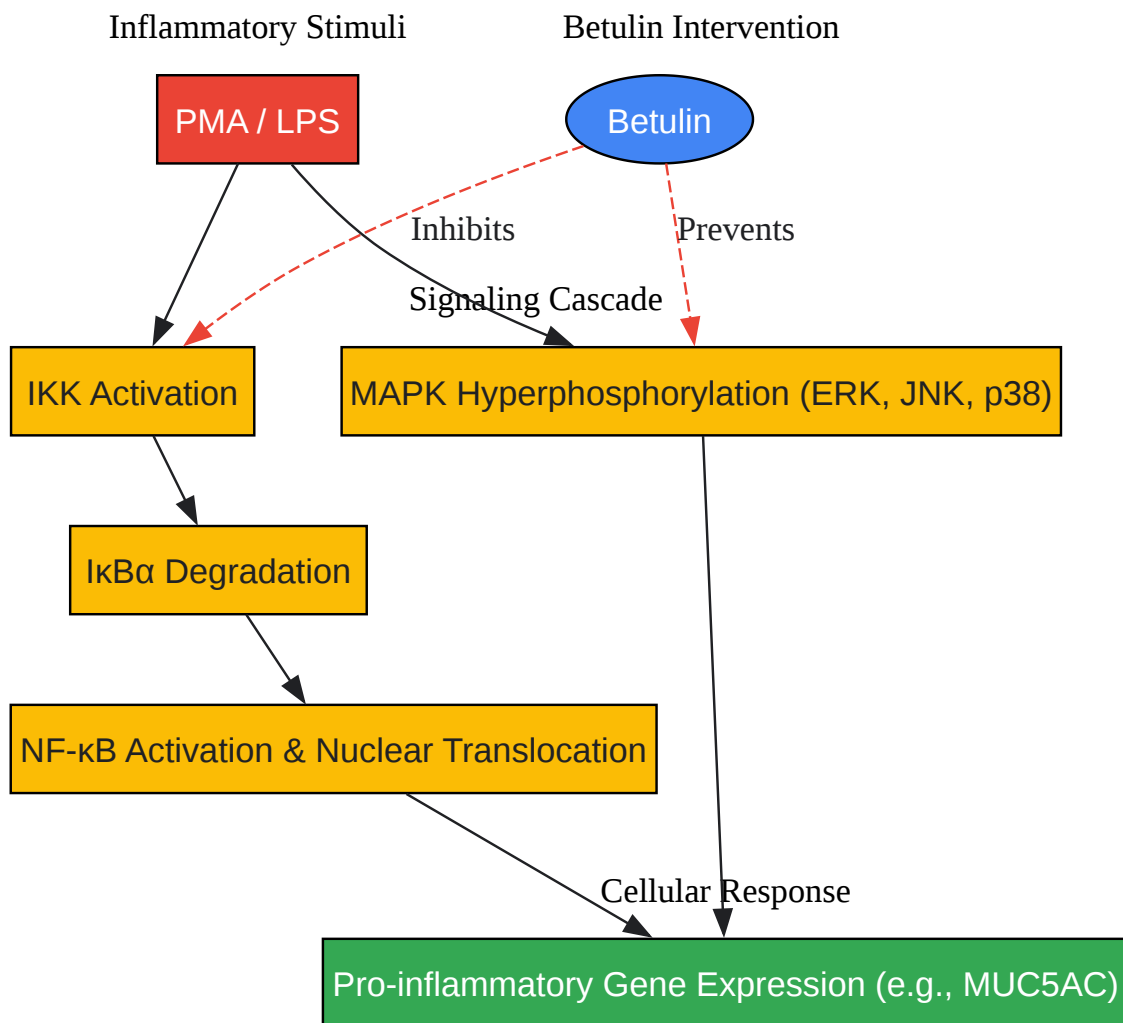 Inflammatory Stimuli
Betulin Intervention
PMA / LPS
Betulin
Inhibits
Prevents
Signaling Cascade
IKK Activation
MAPK Hyperphosphorylation (ERK, JNK, p38)
IκBα Degradation
NF-κB Activation & Nuclear Translocation
Cellular Response
Pro-inflammatory Gene Expression (e.g., MUC5AC)